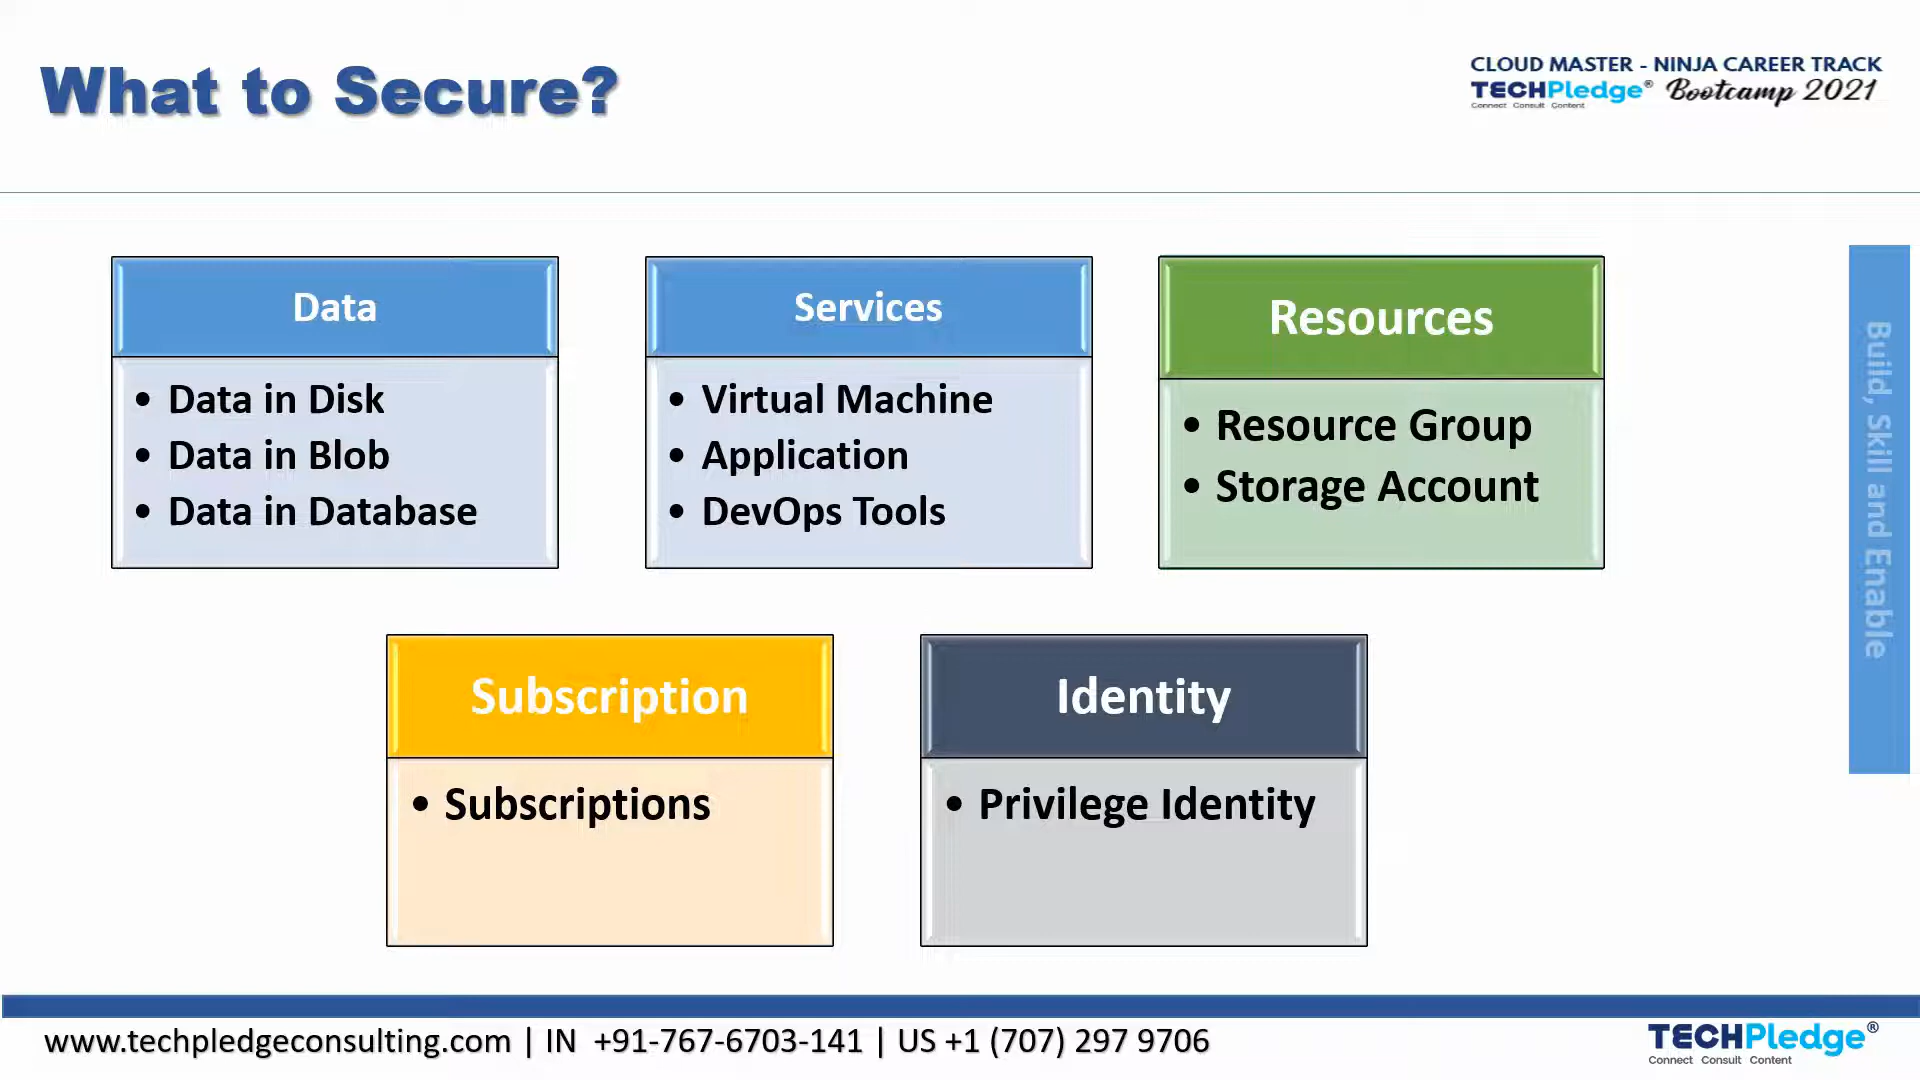 What to Secure?
CLOUD MASTER - NINJA CAREER TRACK
TECHPledge® Bootcamp 2021
Connect Consult Content
Data
• Data in Disk
• Data in Blob
• Data in Database
Services
• Virtual Machine
• Application
• DevOps Tools
Resources
• Resource Group
• Storage Account
Subscription
• Subscriptions
Identity
• Privilege Identity
Build, Skill and Enable
www.techpledgeconsulting.com | IN +91-767-6703-141 | US +1 (707) 297 9706
TECHPledge®
Connect Consult Content